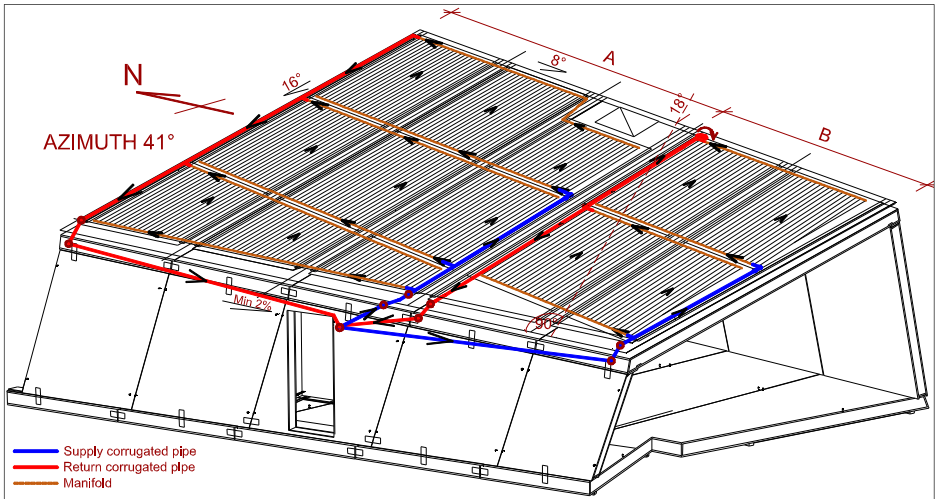 A
8°
N
16°
18°
B
AZIMUTH 41°
Min 2%
90°
Supply corrugated pipe
Return corrugated pipe
Manifold